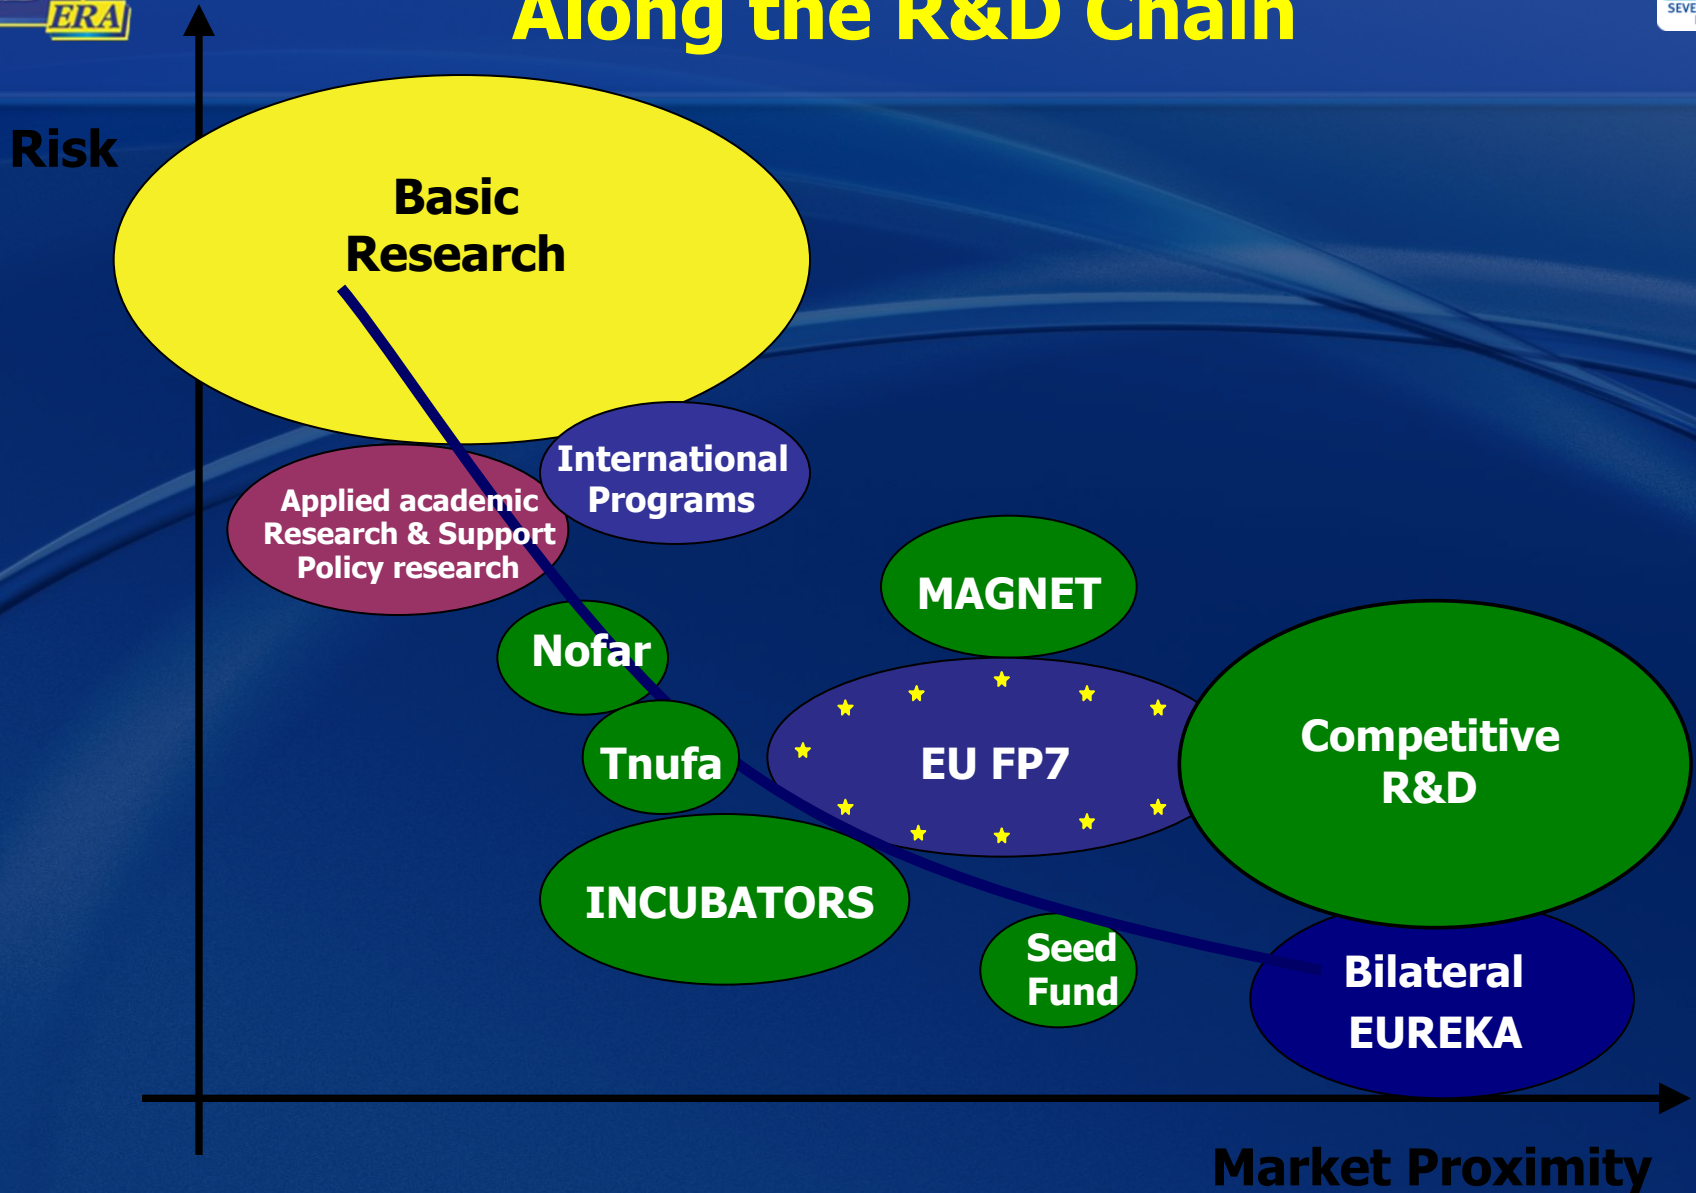 ERA
Along the R&D Chain
SEVE
Risk
Basic
Research
International
Programs
Applied academic
Research & Support
Policy research
MAGNET
Nofar
Competitive
R&D
Tnufa
EU FP7
INCUBATORS
Seed
Fund
Bilateral
EUREKA
Market Proximity